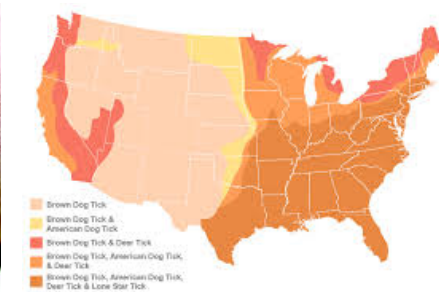 Brown Dog Tick
Brown Dog Tick &
American Dog Tick
Brown Dog Tick & Deer Tick
Brown Dog Tick, American Dog Tick,
& Deer Tick
Brown Dog Tick, American Dog Tick,
Deer Tick & Lone Star Tick